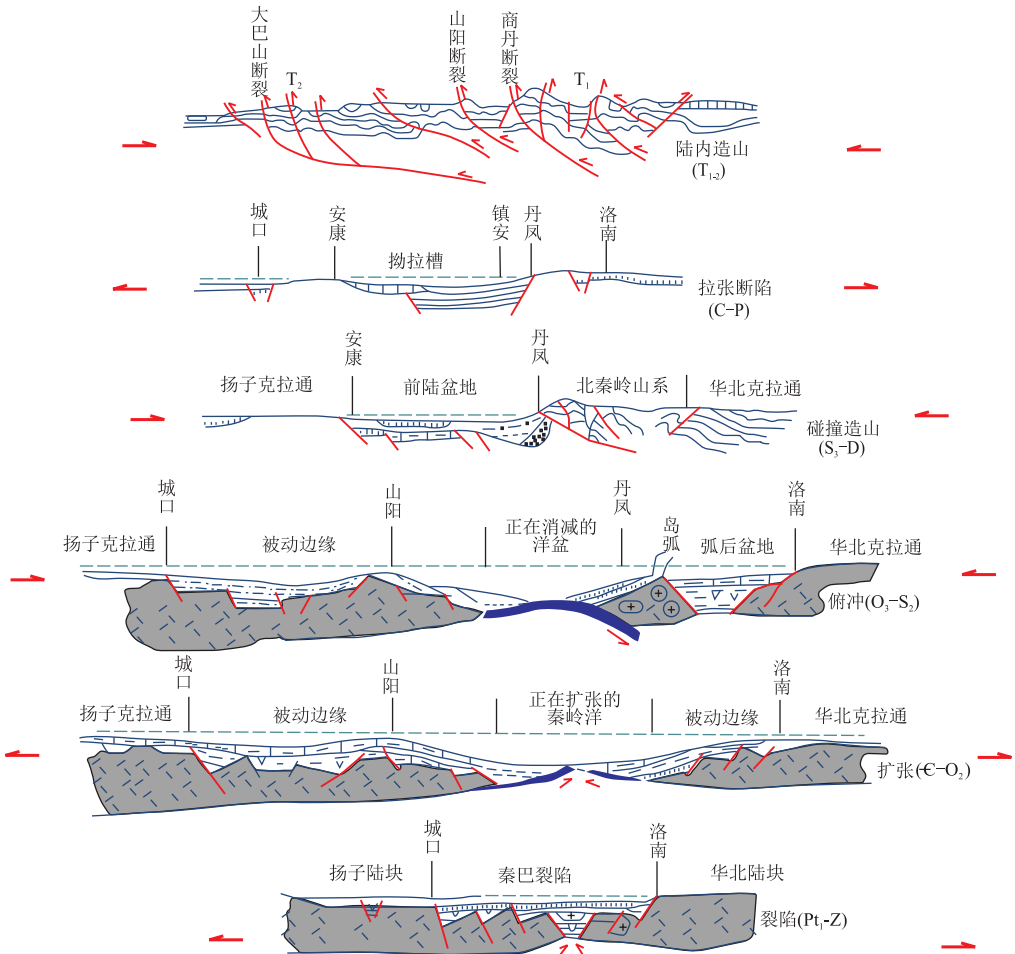 大巴山断裂
T₂
山阳断裂
商丹断裂
T₁
陆内造山
(T₁₋₂)
城口
安康
拗拉槽
镇安
丹凤
洛南
拉张断陷
(C-P)
扬子克拉通
安康
前陆盆地
丹凤
北秦岭山系
华北克拉通
碰撞造山
(S₃-D)
扬子克拉通
城口
被动边缘
山阳
正在消减的
洋盆
丹凤
岛弧
弧后盆地
洛南
华北克拉通
俯冲(O₃-S₂)
扬子克拉通
城口
被动边缘
山阳
正在扩张的
秦岭洋
被动边缘
洛南
华北克拉通
扩张(Є-O₂)
扬子陆块
城口
秦巴裂陷
洛南
华北陆块
裂陷(Pt₁-Z)